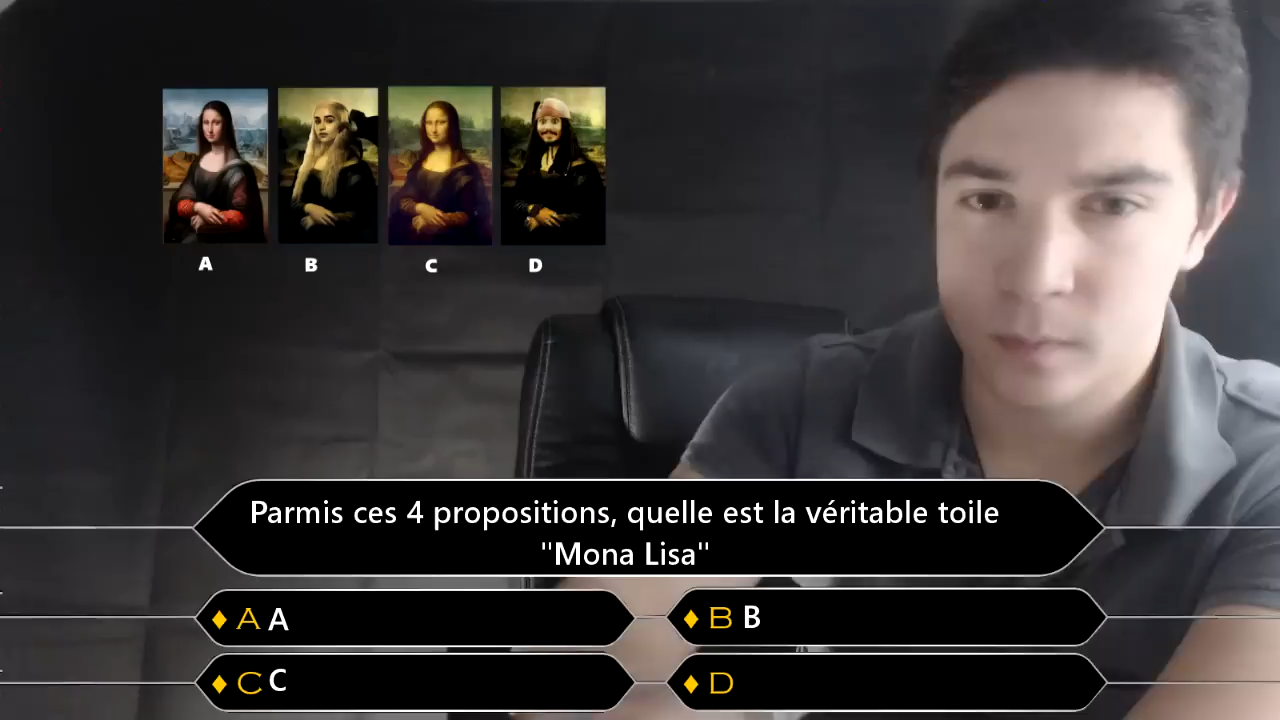 A B C D
Parmis ces 4 propositions, quelle est la véritable toile
"Mona Lisa"
A A
B B
C C
D